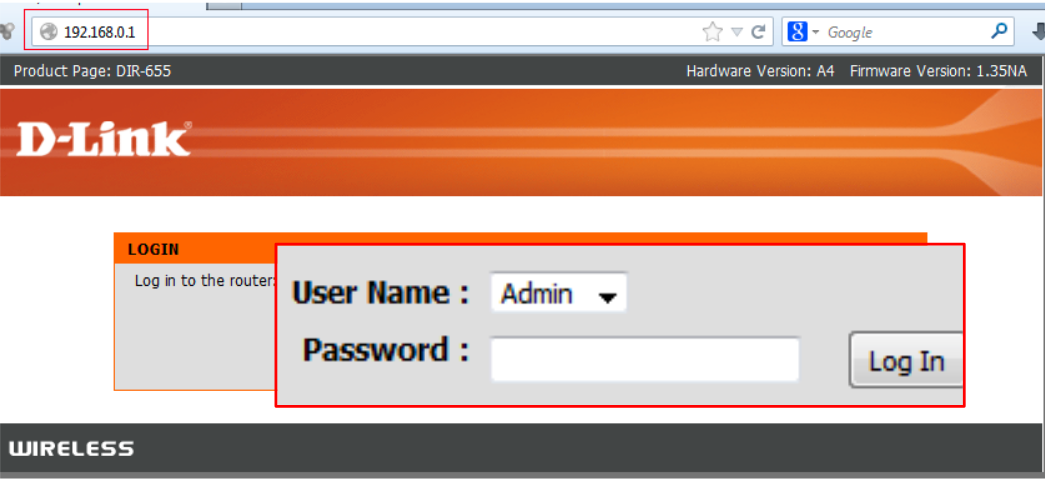 192.168.0.1
8 Google
Product Page: DIR-655 Hardware Version: A4 Firmware Version: 1.35NA
D-Link®
LOGIN
Log in to the router:
User Name : Admin
Password :
Log In
WIRELESS